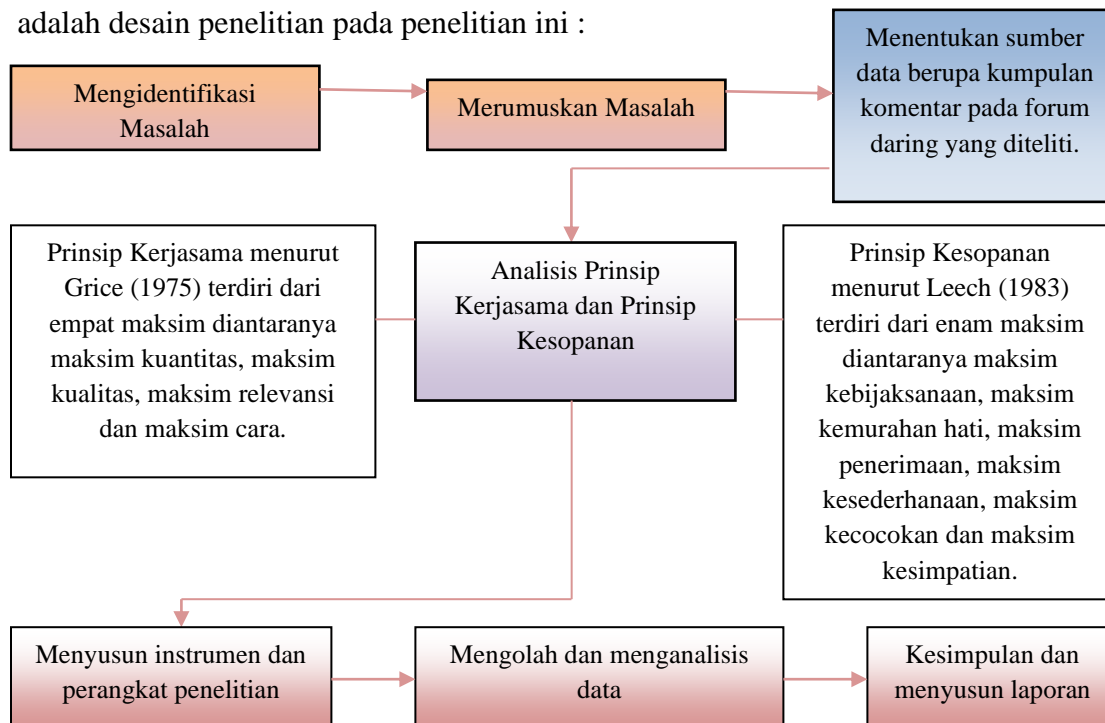 adalah desain penelitian pada penelitian ini :
Mengidentifikasi
Masalah
Merumuskan Masalah
Menentukan sumber
data berupa kumpulan
komentar pada forum
daring yang diteliti.
Prinsip Kerjasama menurut
Grice (1975) terdiri dari
empat maksim diantaranya
maksim kuantitas, maksim
kualitas, maksim relevansi
dan maksim cara.
Analisis Prinsip
Kerjasama dan Prinsip
Kesopanan
Prinsip Kesopanan
menurut Leech (1983)
terdiri dari enam maksim
diantaranya maksim
kebijaksanaan, maksim
kemurahan hati, maksim
penerimaan, maksim
kesederhanaan, maksim
kecocokan dan maksim
kesimpatian.
Menyusun instrumen dan
perangkat penelitian
Mengolah dan menganalisis
data
Kesimpulan dan
menyusun laporan